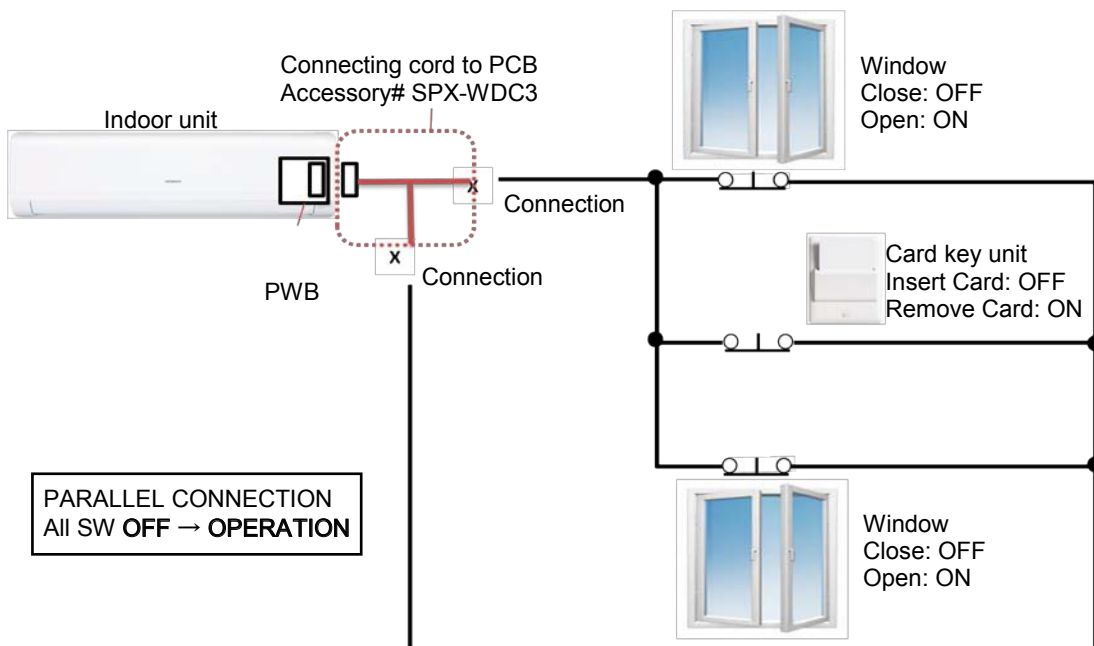 Connecting cord to PCB
Accessory# SPX-WDC3
Indoor unit
X
Connection
X
Connection
PWB
Window
Close: OFF
Open: ON
Card key unit
Insert Card: OFF
Remove Card: ON
PARALLEL CONNECTION
All SW OFF → OPERATION
Window
Close: OFF
Open: ON